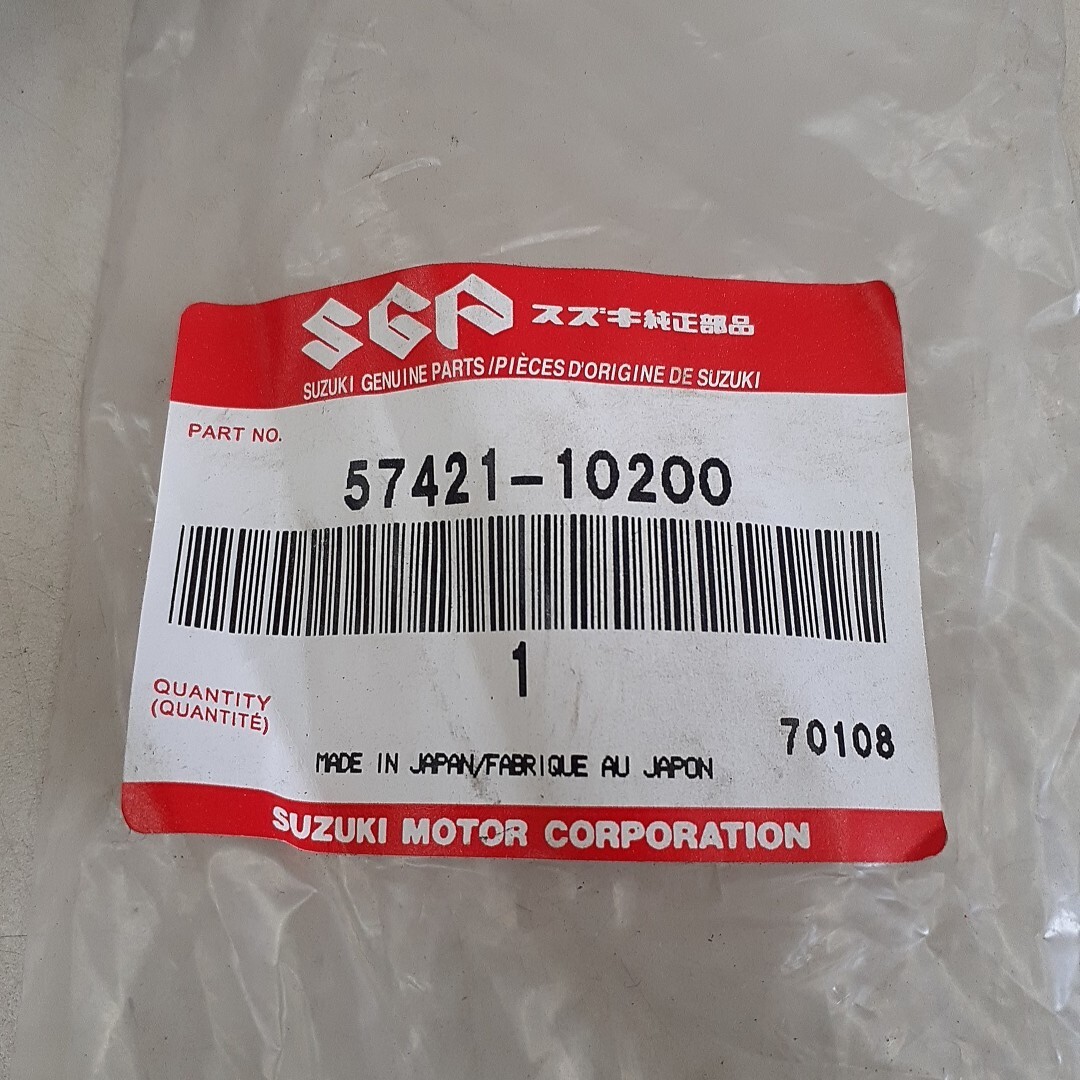 SGP スズキ純正部品
SUZUKI GENUINE PARTS/PIÈCES D'ORIGINE DE SUZUKI
PART NO.
57421-10200
1
QUANTITY
(QUANTITÉ)
70108
MADE IN JAPAN/FABRIQUE AU JAPON
SUZUKI MOTOR CORPORATION